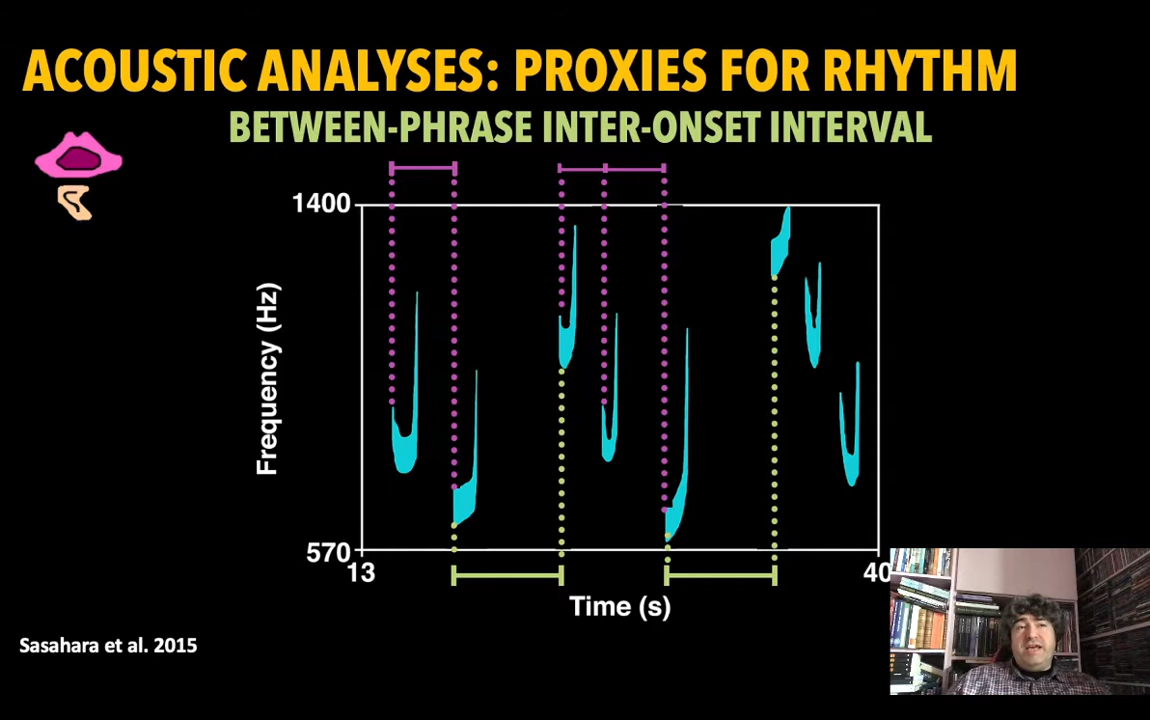 ACOUSTIC ANALYSES: PROXIES FOR RHYTHM
BETWEEN-PHRASE INTER-ONSET INTERVAL
1400
Frequency (Hz)
570
13
40
Time (s)
Sasahara et al. 2015